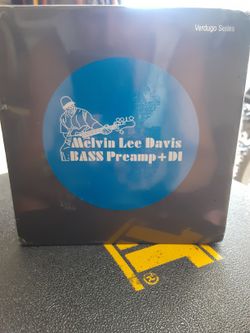 Verdugo Series
Melvin Lee Davis
BASS Preamp+DI
®